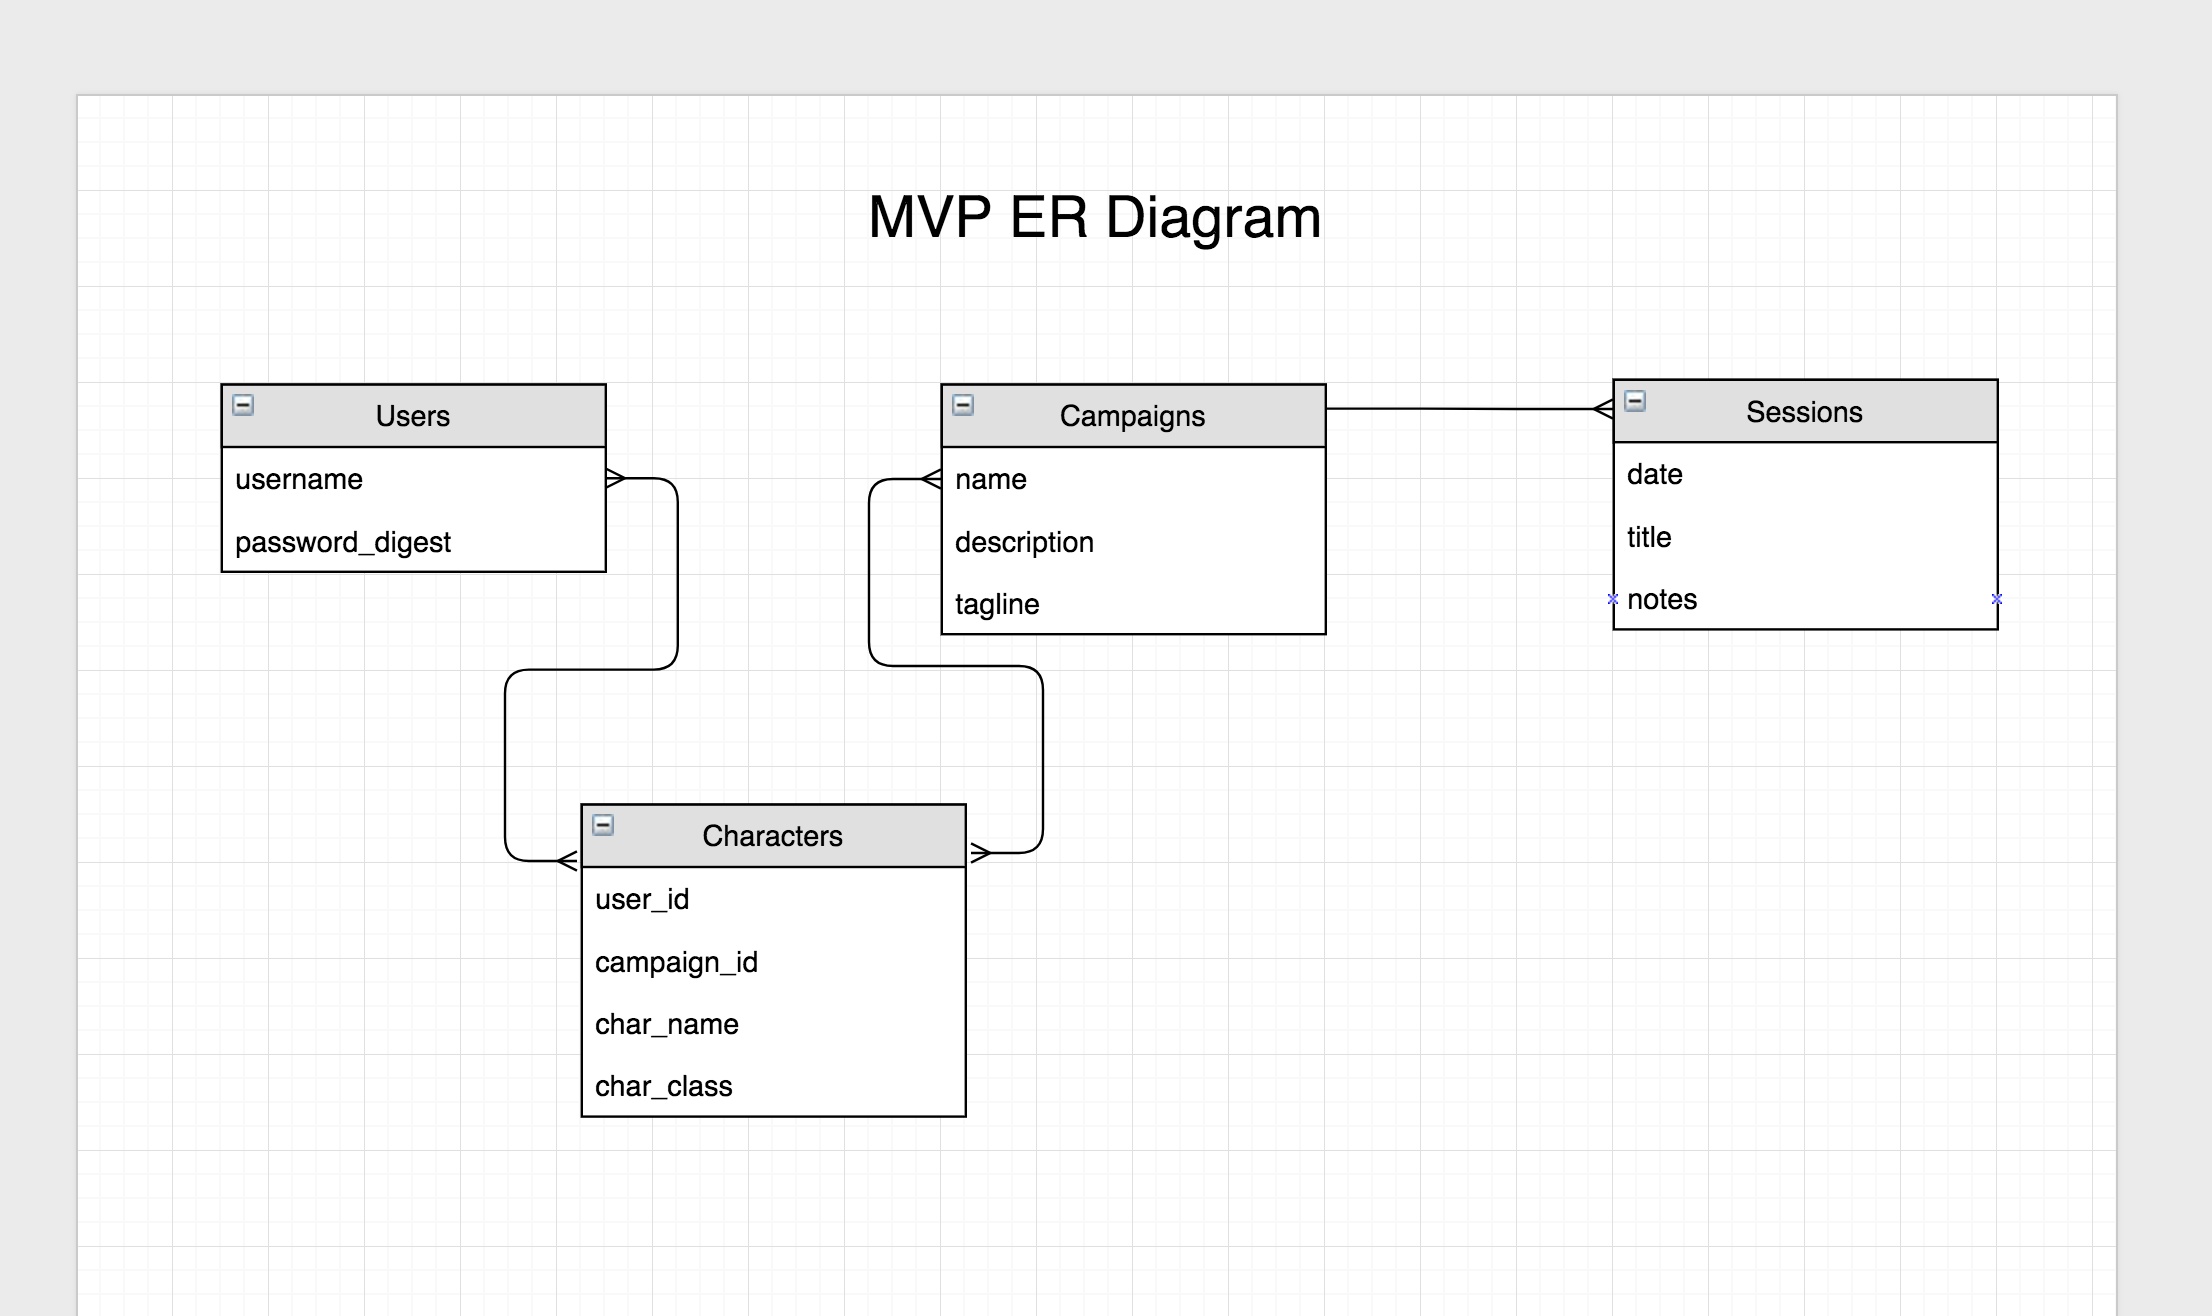 MVP ER Diagram
Users
username
password_digest
Campaigns
name
description
tagline
Sessions
date
title
notes
Characters
user_id
campaign_id
char_name
char_class